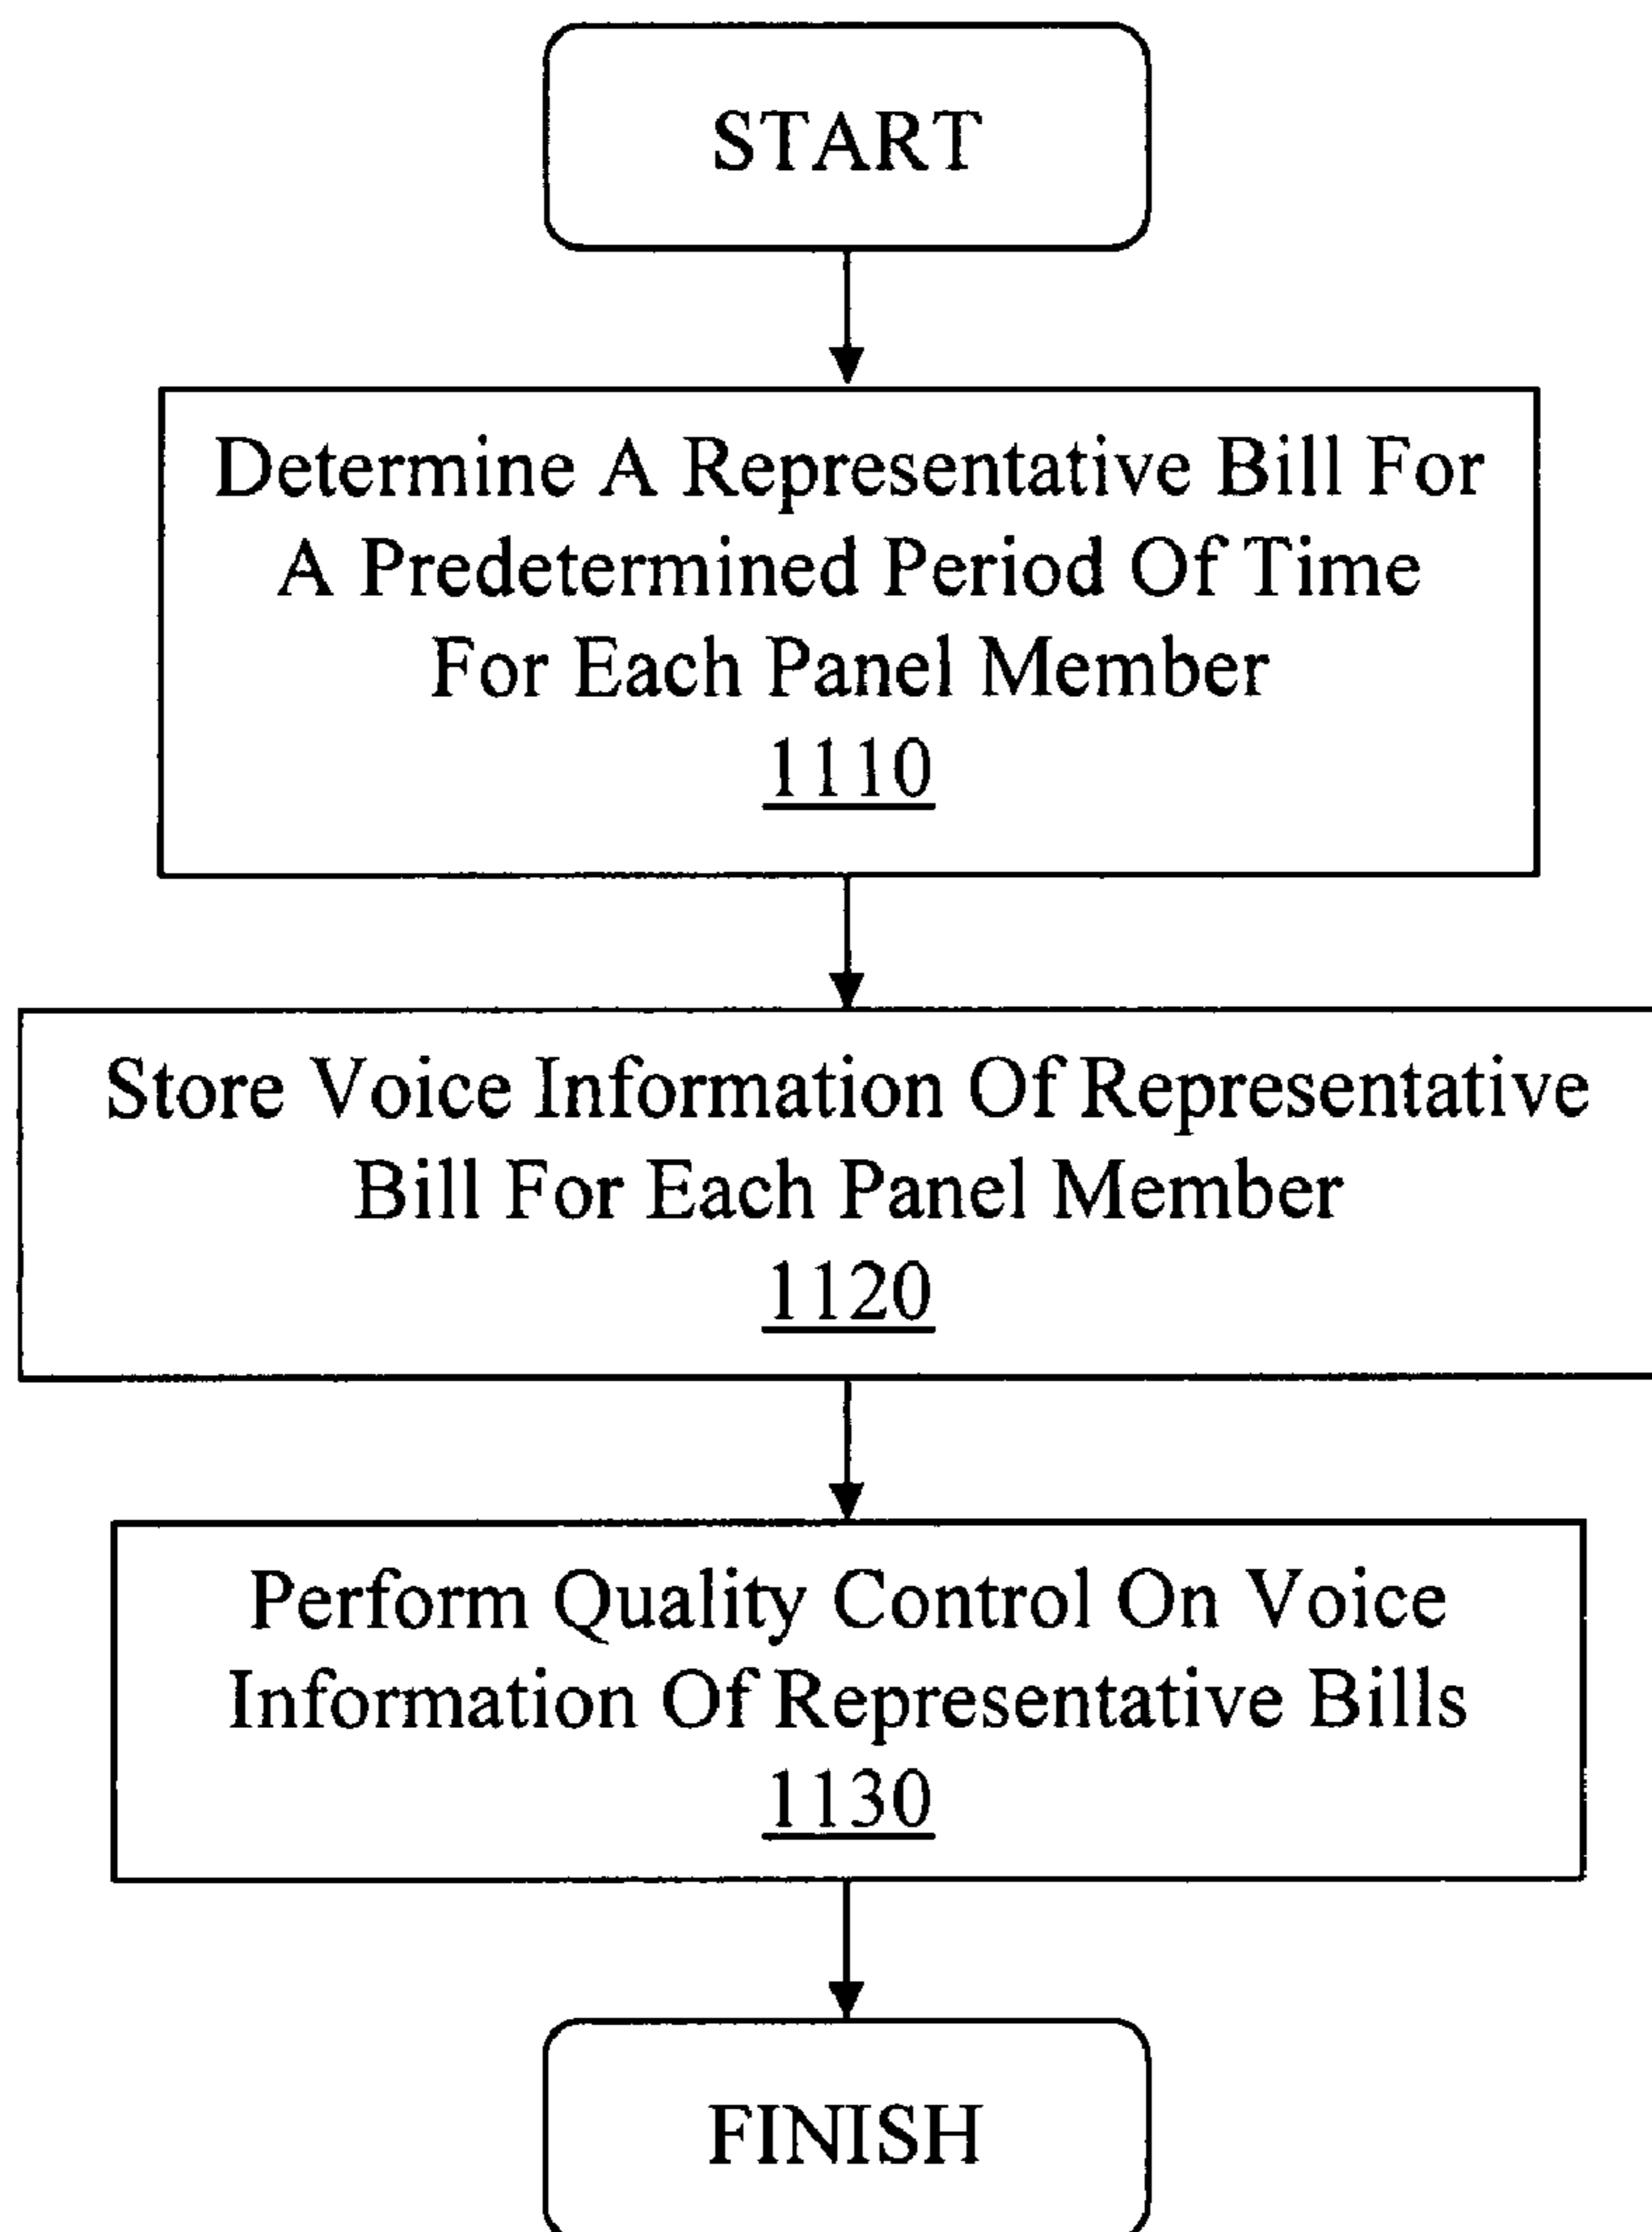 START
Determine A Representative Bill For
A Predetermined Period Of Time
For Each Panel Member
1110
Store Voice Information Of Representative
Bill For Each Panel Member
1120
Perform Quality Control On Voice
Information Of Representative Bills
1130
FINISH